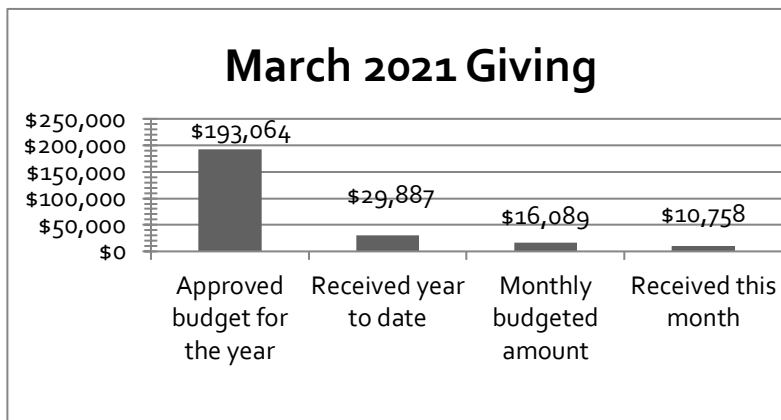 March 2021 Giving
$250,000
$200,000
$150,000
$100,000
$50,000
$0
$193,064
$29,887
$16,089
$10,758
Approved
budget for
the year
Received year
to date
Monthly
budgeted
amount
Received this
month